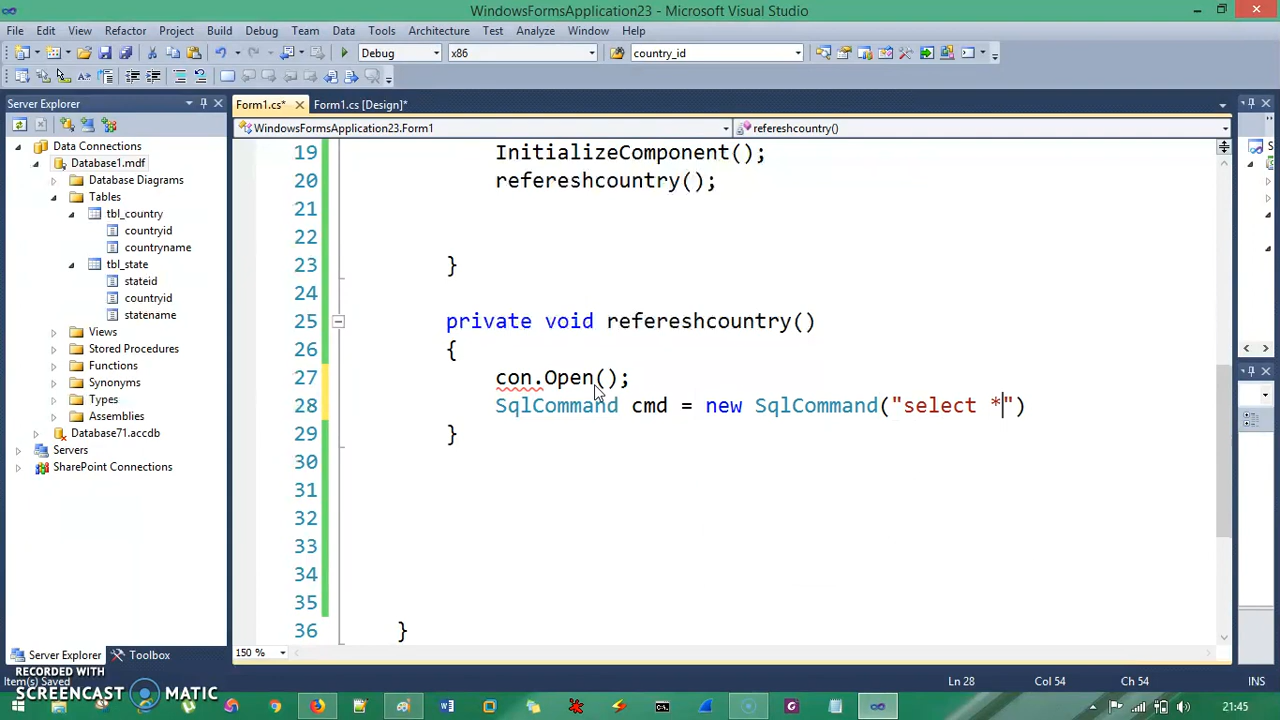 WindowsFormsApplication23 - Microsoft Visual Studio
File Edit View Refactor Project Build Debug Team Data Tools Architecture Test Analyze Window Help
Debug x86 country_id
Server Explorer
Form1.cs* Form1.cs [Design]*
WindowsFormsApplication23.Form1 refereshcountry()
Data Connections
Database1.mdf
Database Diagrams
Tables
tbl_country
countryid
countryname
tbl_state
stateid
countryid
statename
Views
Stored Procedures
Functions
Synonyms
Types
Assemblies
Database71.accdb
Servers
SharePoint Connections
19 InitializeComponent();
20 refereshcountry();
21
22
23 }
24
25 private void refereshcountry()
26 {
27 con.Open();
28 SqlCommand cmd = new SqlCommand("select *")
29 }
30
31
32
33
34
35
36 }
150 %
Server Explorer Toolbox
Item(s) Saved Ln 28 Col 54 Ch 54 INS
RECORDED WITH
SCREENCAST MATIC
21:45